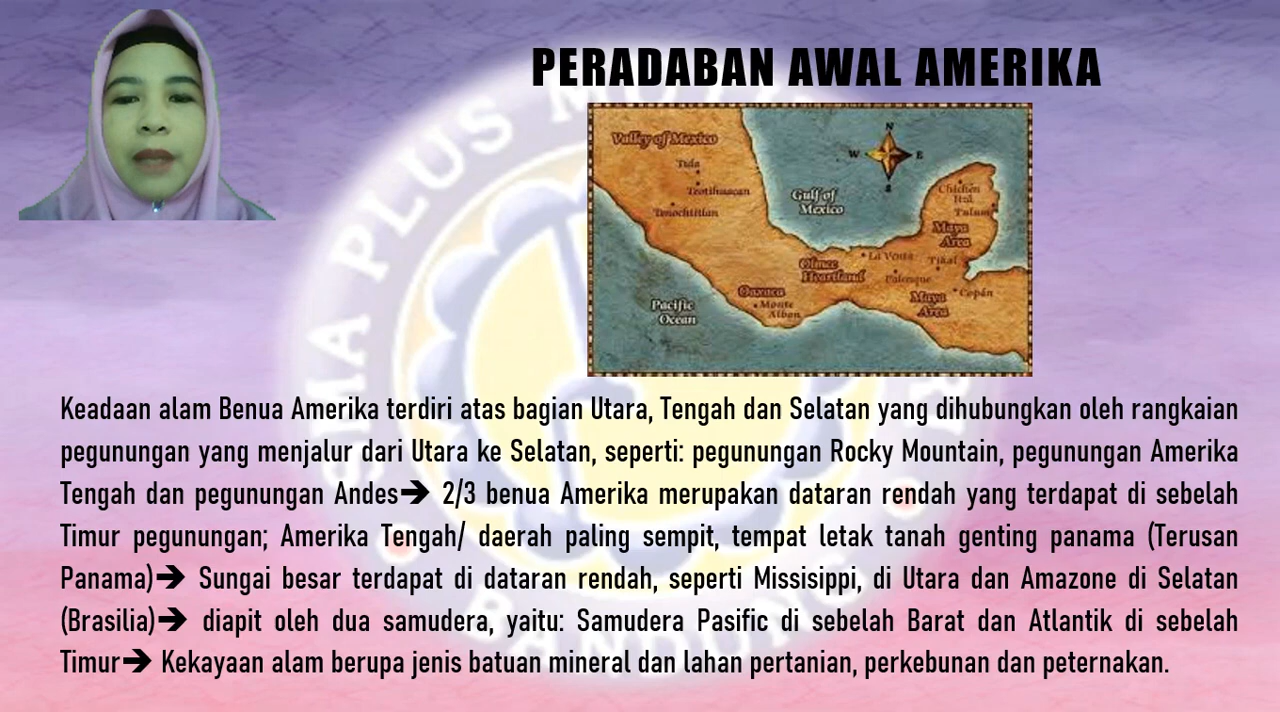 PERADABAN AWAL AMERIKA
Valley of Mexico
Tula
Teotihuacan
Tenochtitlan
N
W
E
S
Gulf of
Mexico
Chichén
Itzá
Tulum
Maya
Area
La Venta
Tikal
Olmec
Heartland
Palenque
Oaxaca
Monte
Alban
Maya
Area
Copán
Pacific
Ocean
SMA PLUS
Keadaan alam Benua Amerika terdiri atas bagian Utara, Tengah dan Selatan yang dihubungkan oleh rangkaian
pegunungan yang menjalur dari Utara ke Selatan, seperti: pegunungan Rocky Mountain, pegunungan Amerika
Tengah dan pegunungan Andes➔ 2/3 benua Amerika merupakan dataran rendah yang terdapat di sebelah
Timur pegunungan; Amerika Tengah/ daerah paling sempit, tempat letak tanah genting panama (Terusan
Panama)➔ Sungai besar terdapat di dataran rendah, seperti Missisippi, di Utara dan Amazone di Selatan
(Brasilia)➔ diapit oleh dua samudera, yaitu: Samudera Pasific di sebelah Barat dan Atlantik di sebelah
Timur➔ Kekayaan alam berupa jenis batuan mineral dan lahan pertanian, perkebunan dan peternakan.